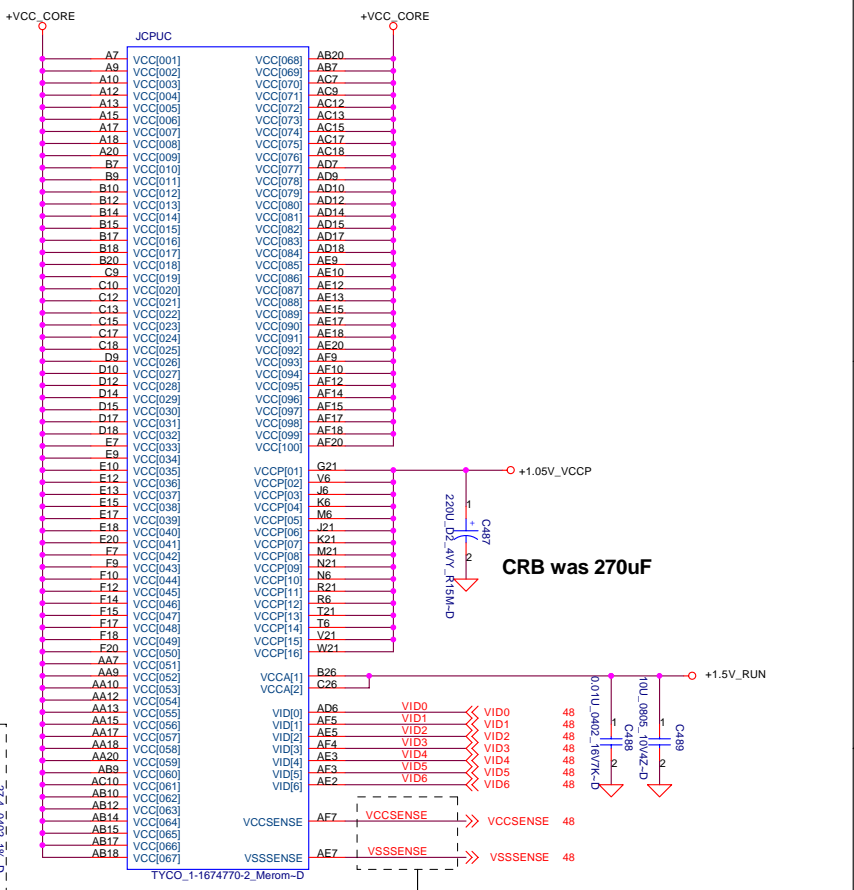 +VCC_CORE
+VCC_CORE
JCPUC
A7 VCC[001]
A9 VCC[002]
A10 VCC[003]
A12 VCC[004]
A13 VCC[005]
A15 VCC[006]
A17 VCC[007]
A18 VCC[008]
A20 VCC[009]
B7 VCC[010]
B9 VCC[011]
B10 VCC[012]
B12 VCC[013]
B14 VCC[014]
B15 VCC[015]
B17 VCC[016]
B18 VCC[017]
B20 VCC[018]
C9 VCC[019]
C10 VCC[020]
C12 VCC[021]
C13 VCC[022]
C15 VCC[023]
C17 VCC[024]
C18 VCC[025]
D9 VCC[026]
D10 VCC[027]
D12 VCC[028]
D14 VCC[029]
D15 VCC[030]
D17 VCC[031]
D18 VCC[032]
E7 VCC[033]
E9 VCC[034]
E10 VCC[035]
E12 VCC[036]
E13 VCC[037]
E15 VCC[038]
E17 VCC[039]
E18 VCC[040]
E20 VCC[041]
F7 VCC[042]
F9 VCC[043]
F10 VCC[044]
F12 VCC[045]
F14 VCC[046]
F15 VCC[047]
F17 VCC[048]
F18 VCC[049]
F20 VCC[050]
AA7 VCC[051]
AA9 VCC[052]
AA10 VCC[053]
AA12 VCC[054]
AA13 VCC[055]
AA15 VCC[056]
AA17 VCC[057]
AA18 VCC[058]
AA20 VCC[059]
AB9 VCC[060]
AC10 VCC[061]
AB10 VCC[062]
AB12 VCC[063]
AB14 VCC[064]
AB15 VCC[065]
AB17 VCC[066]
AB18 VCC[067]
VCC[068] AB20
VCC[069] AB7
VCC[070] AC7
VCC[071] AC9
VCC[072] AC12
VCC[073] AC13
VCC[074] AC15
VCC[075] AC17
VCC[076] AC18
VCC[077] AD7
VCC[078] AD9
VCC[079] AD10
VCC[080] AD12
VCC[081] AD14
VCC[082] AD15
VCC[083] AD17
VCC[084] AD18
VCC[085] AE9
VCC[086] AE10
VCC[087] AE12
VCC[088] AE13
VCC[089] AE15
VCC[090] AE17
VCC[091] AE18
VCC[092] AE20
VCC[093] AF9
VCC[094] AF10
VCC[095] AF12
VCC[096] AF14
VCC[097] AF15
VCC[098] AF17
VCC[099] AF18
VCC[100] AF20
VCCP[01] G21
VCCP[02] V6
VCCP[03] J6
VCCP[04] K6
VCCP[05] M6
VCCP[06] J21
VCCP[07] K21
VCCP[08] M21
VCCP[09] N21
VCCP[10] N6
VCCP[11] R21
VCCP[12] R6
VCCP[13] T21
VCCP[14] T6
VCCP[15] V21
VCCP[16] W21
+1.05V_VCCP
1
C487
+
2
220U_D2_4VY_R15M~D
CRB was 270uF
VCCA[1] B26
VCCA[2] C26
+1.5V_RUN
0.01U_0402_16V7K~D
1
C488
2
10U_0805_10V4Z~D
1
C489
2
VID[0] AD6 VID0 VID0 48
VID[1] AF5 VID1 VID1 48
VID[2] AE5 VID2 VID2 48
VID[3] AF4 VID3 VID3 48
VID[4] AE3 VID4 VID4 48
VID[5] AF3 VID5 VID5 48
VID[6] AE2 VID6 VID6 48
VCCSENSE AF7 VCCSENSE VCCSENSE 48
VSSSENSE AE7 VSSSENSE VSSSENSE 48
TYCO_1-1674770-2_Merom~D